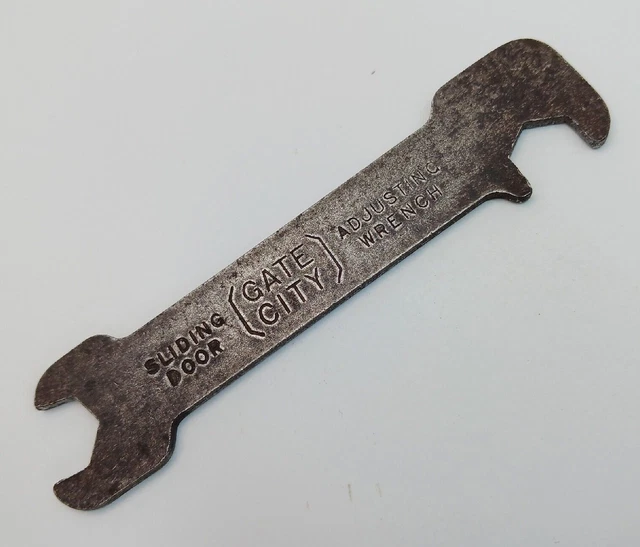 SLIDING
DOOR
GATE
CITY
ADJUSTING
WRENCH